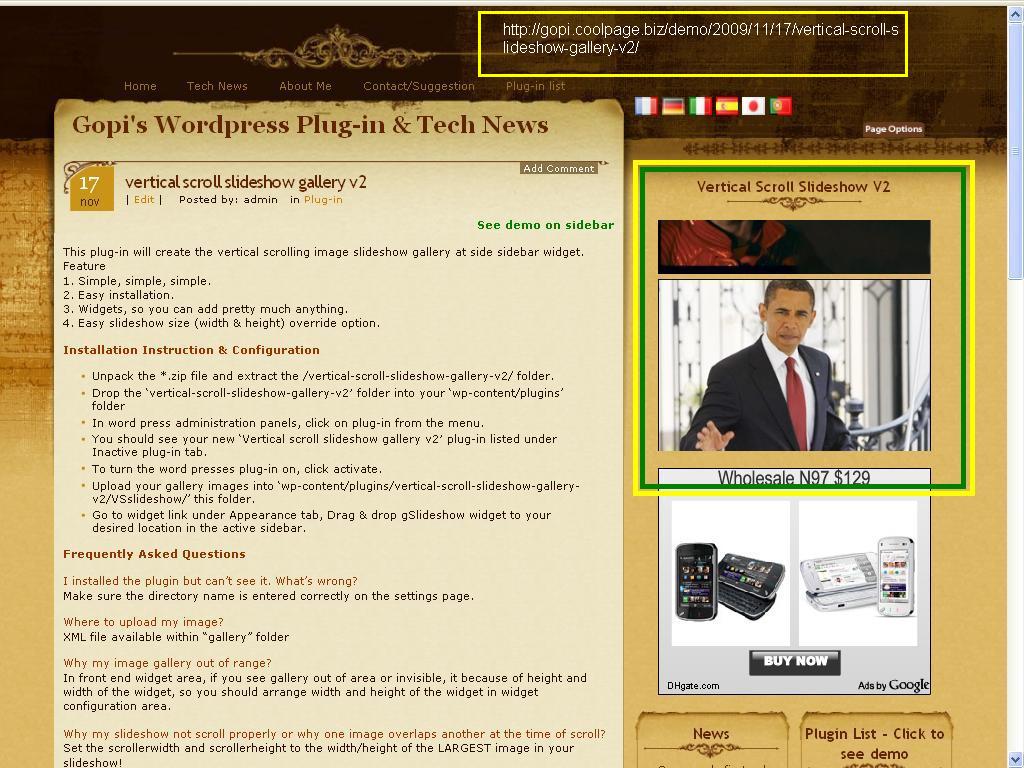 http://gopi.coolpage.biz/demo/2009/11/17/vertical-scroll-s
lideshow-gallery-v2/
Home Tech News About Me Contact/Suggestion Plug-in list
Gopi's Wordpress Plug-in & Tech News
Page Options
Add Comment
17
nov
vertical scroll slideshow gallery v2
| Edit | Posted by: admin in Plug-in
See demo on sidebar
This plug-in will create the vertical scrolling image slideshow gallery at side sidebar widget.
Feature
1. Simple, simple, simple.
2. Easy installation.
3. Widgets, so you can add pretty much anything.
4. Easy slideshow size (width & height) override option.
Installation Instruction & Configuration
• Unpack the *.zip file and extract the /vertical-scroll-slideshow-gallery-v2/ folder.
• Drop the ‘vertical-scroll-slideshow-gallery-v2’ folder into your ‘wp-content/plugins’
folder
• In word press administration panels, click on plug-in from the menu.
• You should see your new ‘Vertical scroll slideshow gallery v2’ plug-in listed under
Inactive plug-in tab.
• To turn the word presses plug-in on, click activate.
• Upload your gallery images into ‘wp-content/plugins/vertical-scroll-slideshow-gallery-
v2/VSslideshow/’ this folder.
• Go to widget link under Appearance tab, Drag & drop gSlideshow widget to your
desired location in the active sidebar.
Frequently Asked Questions
I installed the plugin but can’t see it. What’s wrong?
Make sure the directory name is entered correctly on the settings page.
Where to upload my image?
XML file available within “gallery” folder
Why my image gallery out of range?
In front end widget area, if you see gallery out of area or invisible, it because of height and
width of the widget, so you should arrange width and height of the widget in widget
configuration area.
Why my slideshow not scroll properly or why one image overlaps another at the time of scroll?
Set the scrollerwidth and scrollerheight to the width/height of the LARGEST image in your
slideshow!
Vertical Scroll Slideshow V2
Wholesale N97 $129
BUY NOW
DHgate.com Ads by Google
News
Plugin List - Click to
see demo